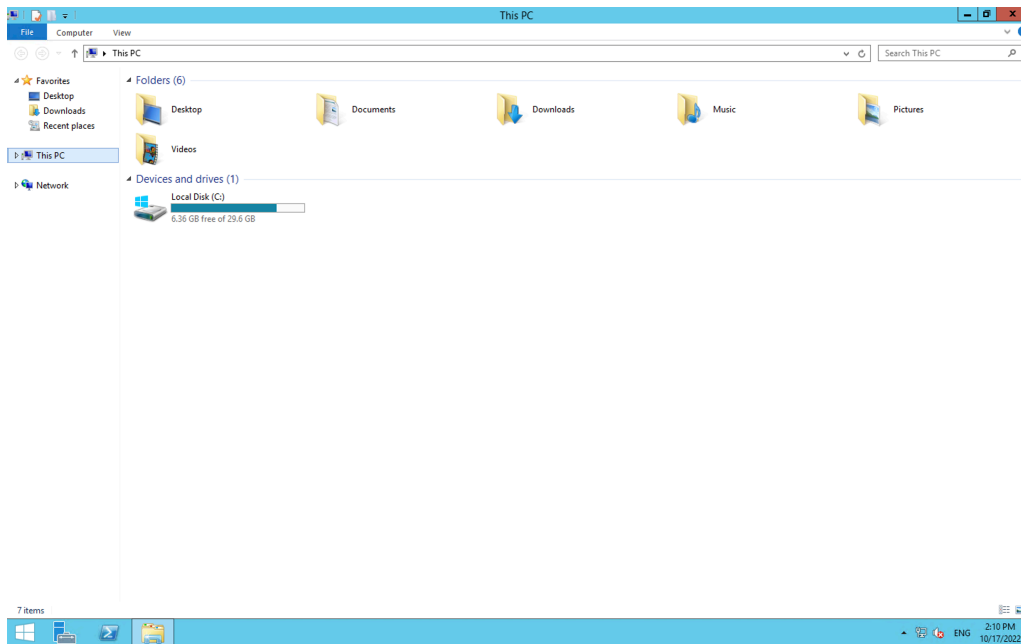 This PC
File Computer View
This PC
Search This PC
Favorites
Desktop
Downloads
Recent places
This PC
Network
Folders (6)
Desktop
Documents
Downloads
Music
Pictures
Videos
Devices and drives (1)
Local Disk (C:)
6.36 GB free of 29.6 GB
7 items
ENG
2:10 PM
10/17/2022